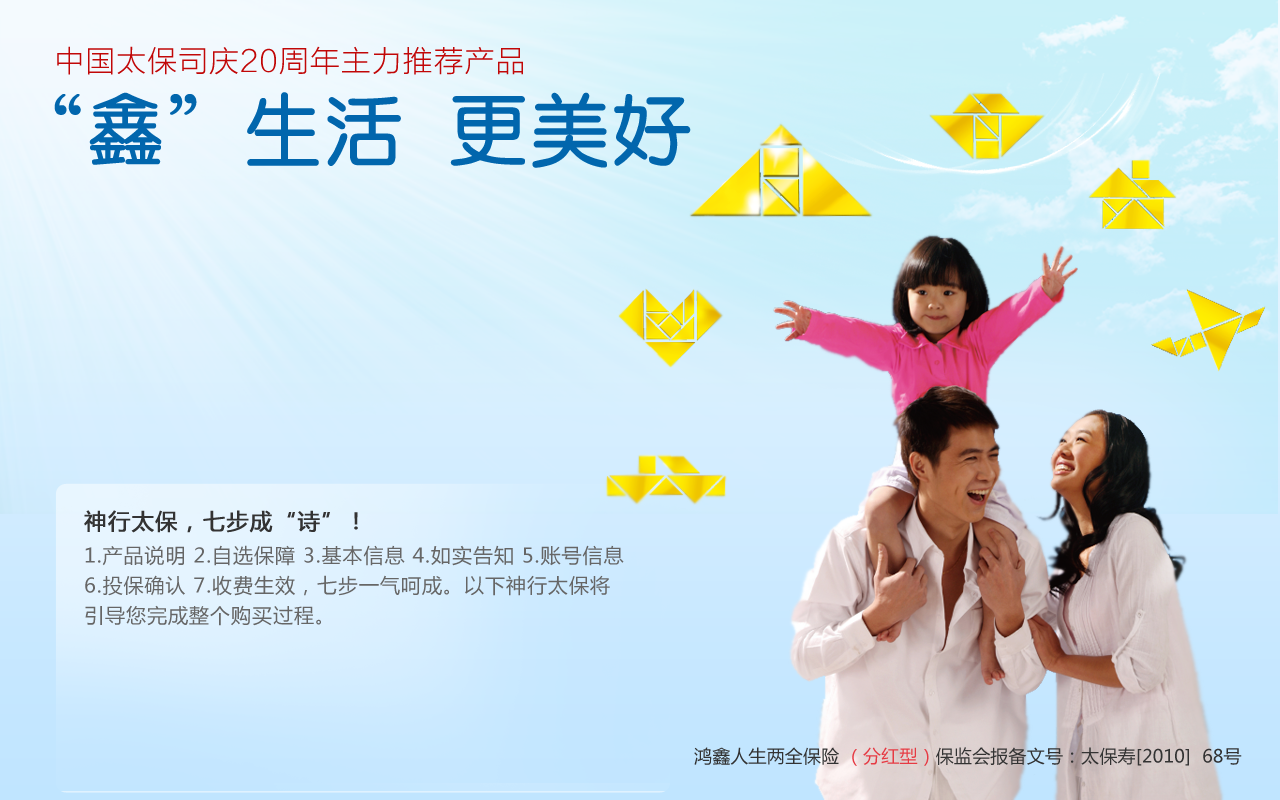 中国太保司庆20周年主力推荐产品
“鑫” 生活 更美好
神行太保，七步成“诗”！
1.产品说明 2.自选保障 3.基本信息 4.如实告知 5.账号信息
6.投保确认 7.收费生效，七步一气呵成。以下神行太保将
引导您完成整个购买过程。
鸿鑫人生两全保险（分红型）保监会报备文号：太保寿[2010] 68号